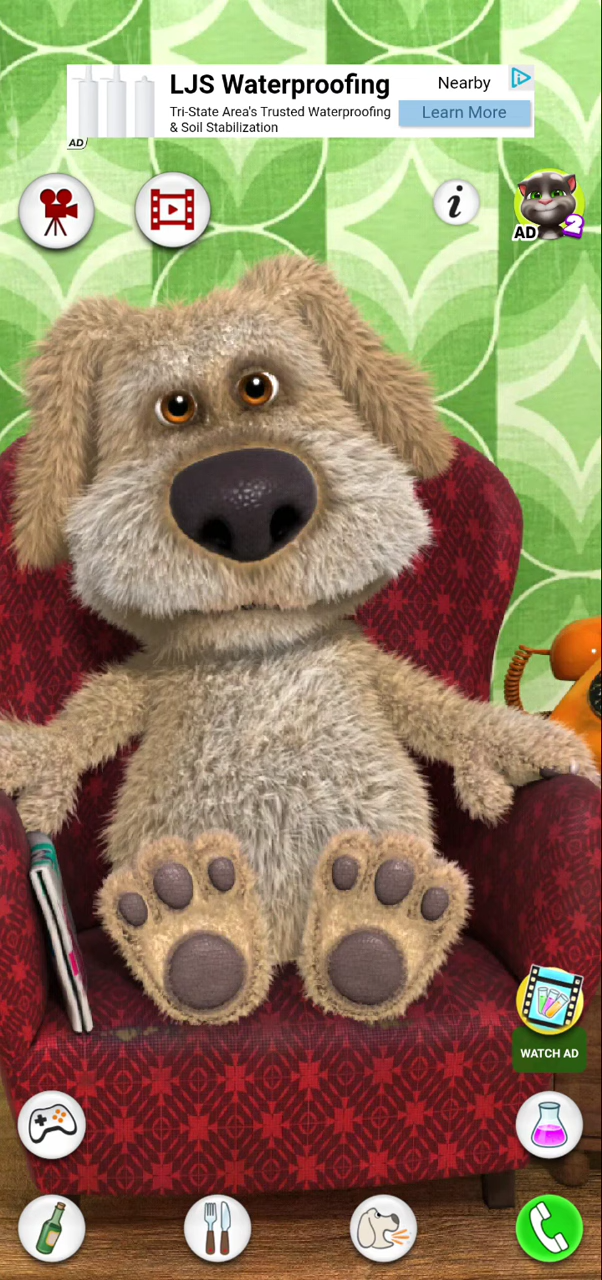 LJS Waterproofing
Tri-State Area's Trusted Waterproofing
& Soil Stabilization
Nearby
Learn More
AD
i
AD
2
WATCH AD